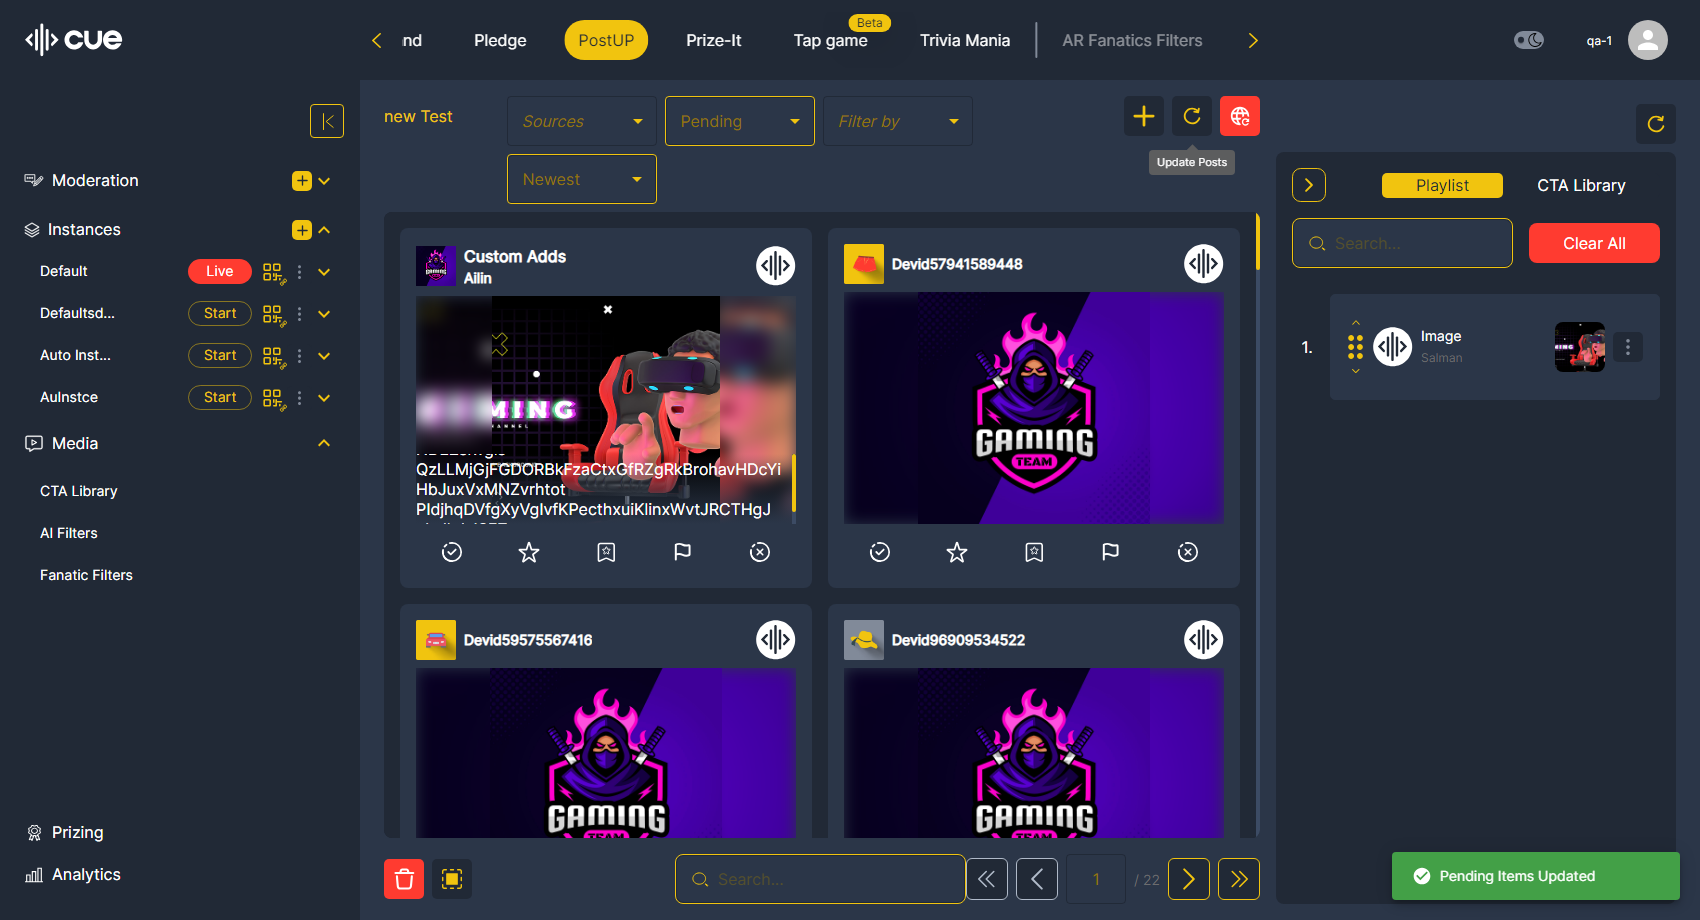 cue
Pledge
PostUP
Prize-It
Beta
Tap game
Trivia Mania
AR Fanatics Filters
qa-1
new Test
Sources
Pending
Filter by
Newest
Update Posts
Moderation
Instances
Default
Live
Defaultsd...
Start
Auto Inst...
Start
AuInstce
Start
Media
CTA Library
AI Filters
Fanatic Filters
Prizing
Analytics
Custom Adds
Ailin
MING
CHANNEL
QzLLMjGjFGDORBkFzaCtxGfRZgRkBrohavHDcYi
HbJuxVxMNZvrhtot
PIdjhqDVfgXyVgIvfKPecthxuiKlinxWvtJRCTHgJ
Devid57941589448
GAMING
TEAM
Devid59575567416
GAMING
Devid96909534522
GAMING
Search...
1
/ 22
Playlist
CTA Library
Search...
Clear All
1.
Image
Salman
Pending Items Updated